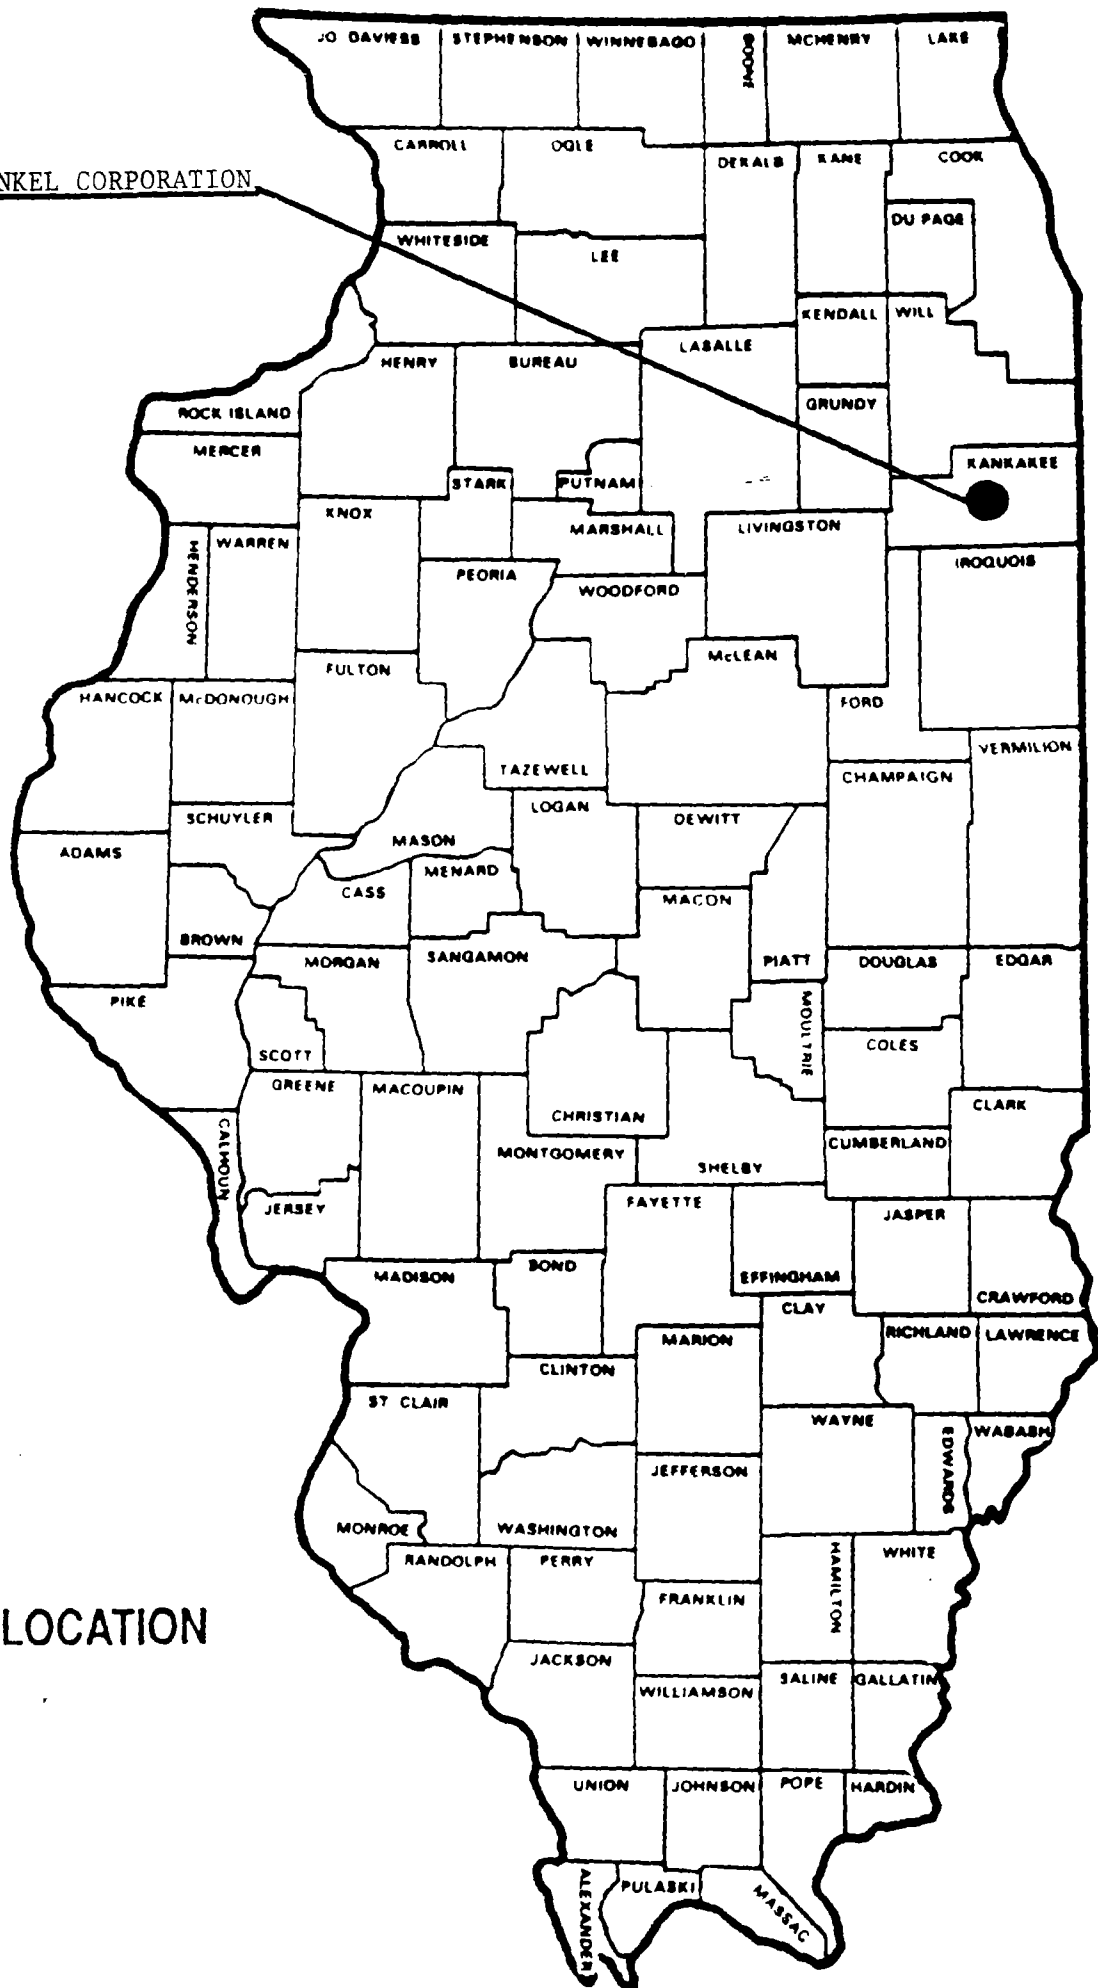 JO DAVIESS STEPHENSON WINNEBAGO BOONE MCHENRY LAKE
CARROLL OGLE DEKALB KANE COOK
NKEL CORPORATION
DU PAGE
WHITESIDE LEE
KENDALL WILL
HENRY BUREAU LASALLE
GRUNDY
ROCK ISLAND
MERCER KANKAKEE
STARK PUTNAM
KNOX MARSHALL LIVINGSTON
HENDERSON WARREN IROQUOIS
PEORIA WOODFORD
McLEAN
FULTON
HANCOCK McDONOUGH FORD
VERMILION
TAZEWELL CHAMPAIGN
LOGAN DEWITT
SCHUYLER
ADAMS MASON
MENARD
CASS MACON
BROWN
MORGAN SANGAMON PIATT DOUGLAS EDGAR
PIKE MOULTRIE
SCOTT COLES
GREENE MACOUPIN
CHRISTIAN CLARK
CALHOUN MONTGOMERY CUMBERLAND
SHELBY
JERSEY FAYETTE JASPER
MADISON BOND EFFINGHAM
CLAY CRAWFORD
MARION RICHLAND LAWRENCE
CLINTON
ST CLAIR
WAYNE EDWARDS WABASH
JEFFERSON
MONROE WASHINGTON
RANDOLPH PERRY HAMILTON WHITE
FRANKLIN
LOCATION
JACKSON
WILLIAMSON SALINE GALLATIN
UNION JOHNSON POPE HARDIN
ALEXANDER PULASKI MASSAC